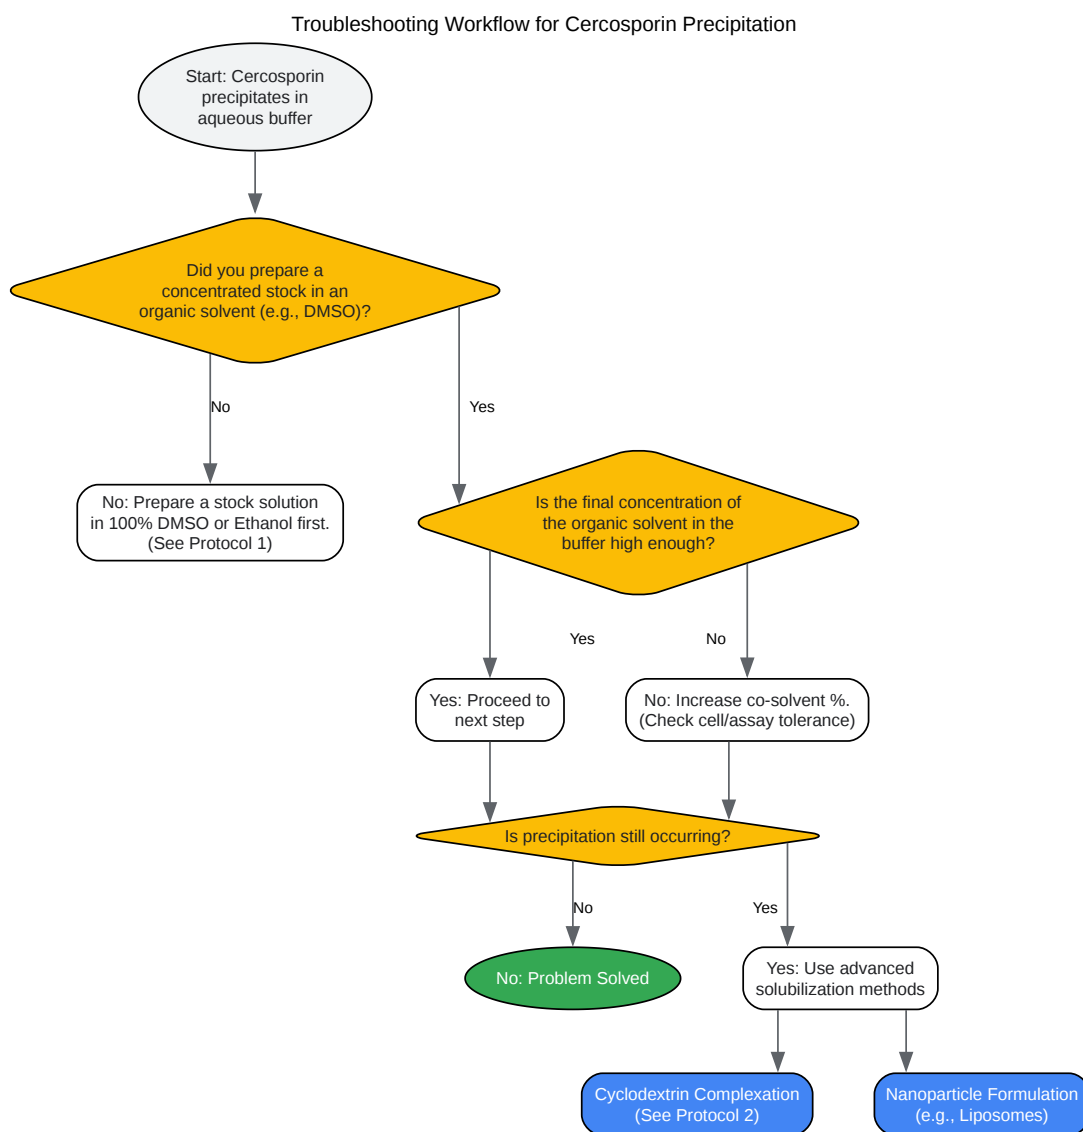 Troubleshooting Workflow for Cercosporin Precipitation
Start: Cercosporin
precipitates in
aqueous buffer
Did you prepare a
concentrated stock in an
organic solvent (e.g., DMSO)?
No
Yes
No: Prepare a stock solution
in 100% DMSO or Ethanol first.
(See Protocol 1)
Is the final concentration of
the organic solvent in the
buffer high enough?
Yes
No
Yes: Proceed to
next step
No: Increase co-solvent %.
(Check cell/assay tolerance)
Is precipitation still occurring?
No
Yes
No: Problem Solved
Yes: Use advanced
solubilization methods
Cyclodextrin Complexation
(See Protocol 2)
Nanoparticle Formulation
(e.g., Liposomes)